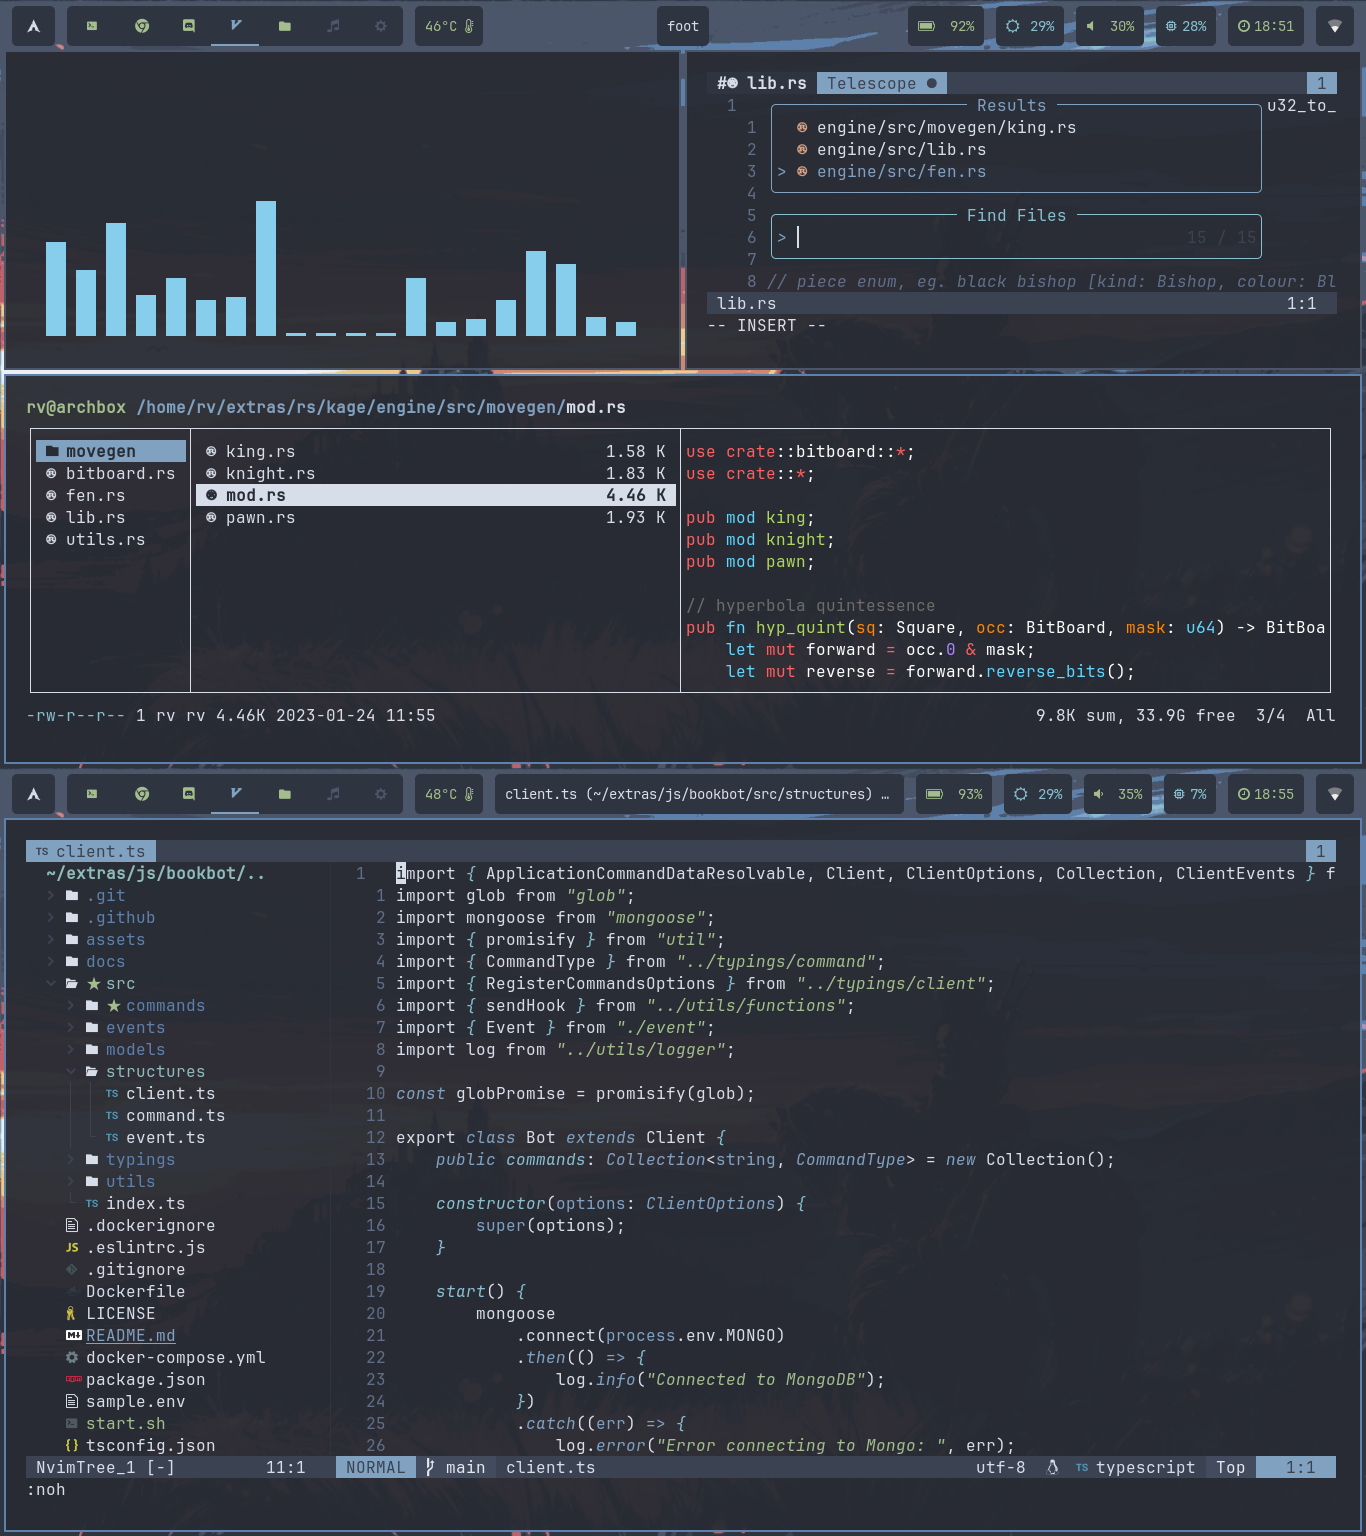 46°C
foot
92%
29%
30%
28%
18:51
# lib.rs Telescope ● 1
1 Results u32_to_
1 engine/src/movegen/king.rs
2 engine/src/lib.rs
3 > engine/src/fen.rs
4
5 Find Files
6 > 15 / 15
7
8 // piece enum, eg. black bishop [kind: Bishop, colour: Bl
lib.rs 1:1
-- INSERT --
rv@archbox /home/rv/extras/rs/kage/engine/src/movegen/mod.rs
movegen
bitboard.rs
fen.rs
lib.rs
utils.rs
king.rs 1.58 K
knight.rs 1.83 K
mod.rs 4.46 K
pawn.rs 1.93 K
use crate::bitboard::*;
use crate::*;
pub mod king;
pub mod knight;
pub mod pawn;
// hyperbola quintessence
pub fn hyp_quint(sq: Square, occ: BitBoard, mask: u64) -> BitBoa
let mut forward = occ.0 & mask;
let mut reverse = forward.reverse_bits();
-rw-r--r-- 1 rv rv 4.46K 2023-01-24 11:55 9.8K sum, 33.9G free 3/4 All
48°C
client.ts (~/extras/js/bookbot/src/structures) …
93%
29%
35%
7%
18:55
TS client.ts 1
~/extras/js/bookbot/..
> .git
> .github
> assets
> docs
★ src
> ★ commands
> events
> models
structures
TS client.ts
TS command.ts
TS event.ts
> typings
> utils
TS index.ts
.dockerignore
JS .eslintrc.js
.gitignore
Dockerfile
LICENSE
README.md
docker-compose.yml
package.json
sample.env
start.sh
{} tsconfig.json
1 import { ApplicationCommandDataResolvable, Client, ClientOptions, Collection, ClientEvents } f
1 import glob from "glob";
2 import mongoose from "mongoose";
3 import { promisify } from "util";
4 import { CommandType } from "../typings/command";
5 import { RegisterCommandsOptions } from "../typings/client";
6 import { sendHook } from "../utils/functions";
7 import { Event } from "./event";
8 import log from "../utils/logger";
9
10 const globPromise = promisify(glob);
11
12 export class Bot extends Client {
13 public commands: Collection<string, CommandType> = new Collection();
14
15 constructor(options: ClientOptions) {
16 super(options);
17 }
18
19 start() {
20 mongoose
21 .connect(process.env.MONGO)
22 .then(() => {
23 log.info("Connected to MongoDB");
24 })
25 .catch((err) => {
26 log.error("Error connecting to Mongo: ", err);
NvimTree_1 [-] 11:1 NORMAL main client.ts utf-8 TS typescript Top 1:1
:noh